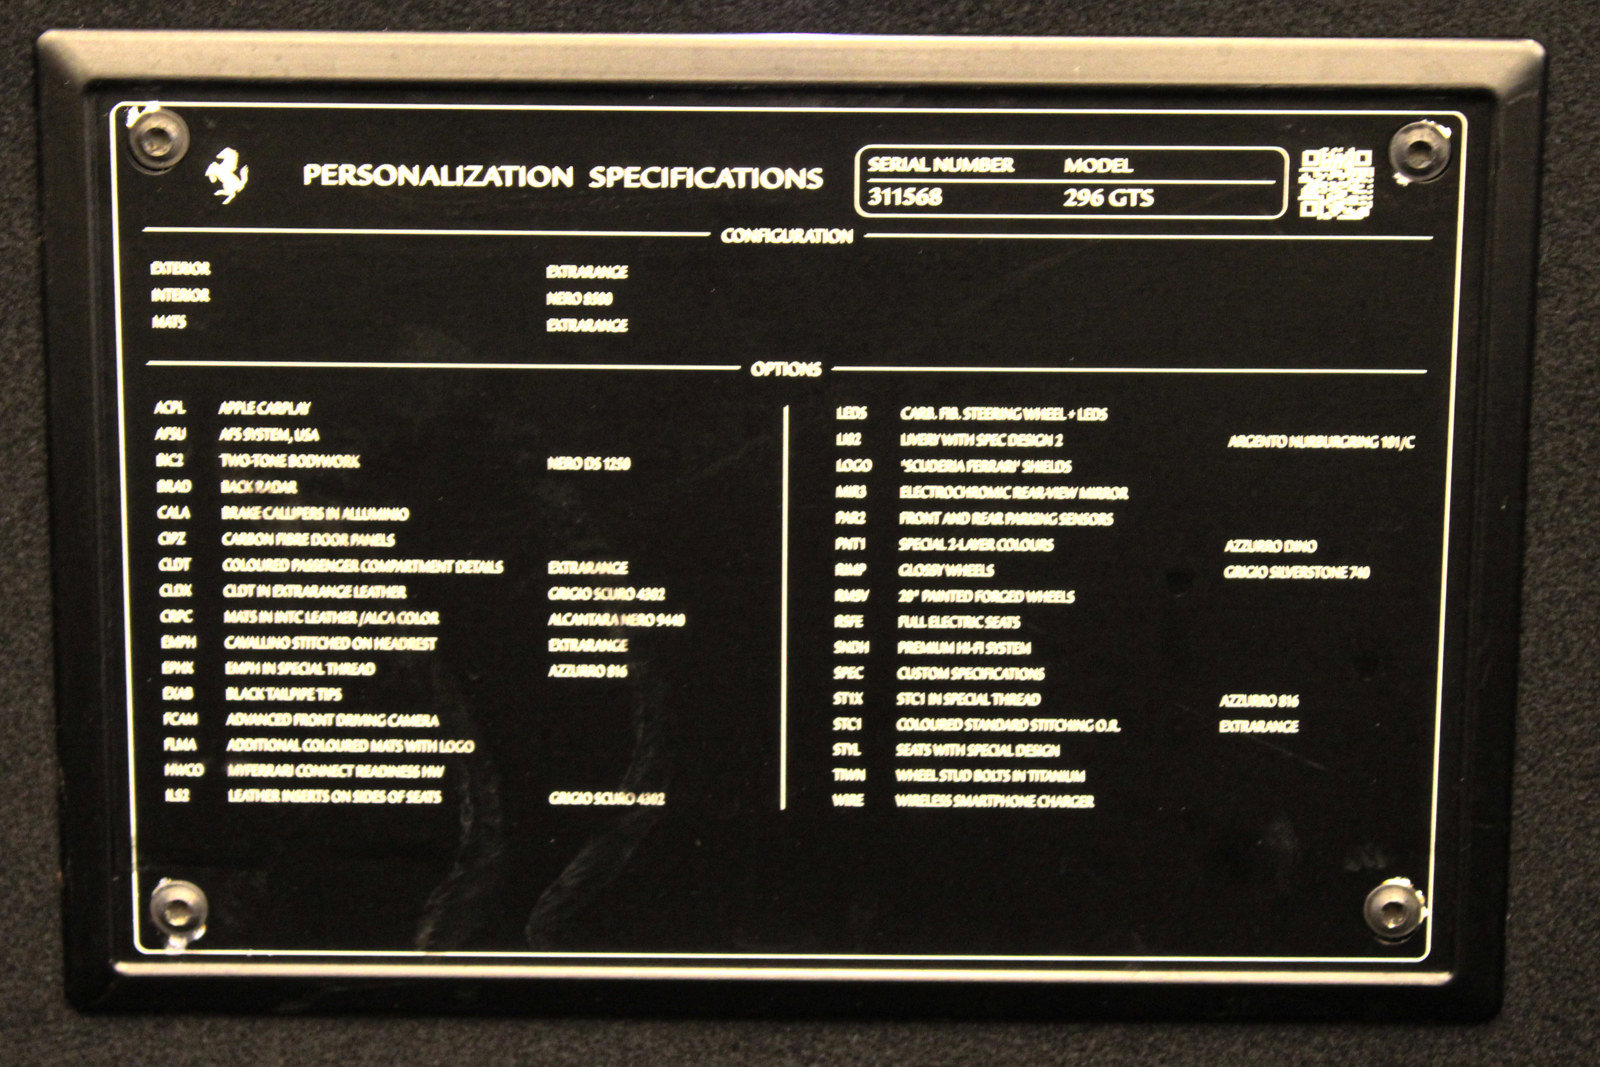 PERSONALIZATION SPECIFICATIONS
SERIAL NUMBER MODEL
311568 296 GTS
CONFIGURATION
EXTERIOR EXTRARANGE
INTERIOR NERO 8500
MATS EXTRARANGE
OPTIONS
ACPL APPLE CARPLAY
AFSU AFS SYSTEM, USA
BIC2 TWO-TONE BODYWORK NERO DS 1250
BRAD BACK RADAR
CALA BRAKE CALLIPERS IN ALLUMINIO
CIPZ CARBON FIBRE DOOR PANELS
CLDT COLOURED PASSENGER COMPARTMENT DETAILS EXTRARANGE
CLDX CLDT IN EXTRARANGE LEATHER GRIGIO SCURO 4302
CRPC MATS IN INTC LEATHER /ALCA COLOR ALCANTARA NERO 9440
EMPH CAVALLINO STITCHED ON HEADREST EXTRARANGE
EPHX EMPH IN SPECIAL THREAD AZZURRO 816
EXAB BLACK TAILPIPE TIPS
FCAM ADVANCED FRONT DRIVING CAMERA
FLMA ADDITIONAL COLOURED MATS WITH LOGO
HWCO MYFERRARI CONNECT READINESS HW
ILS2 LEATHER INSERTS ON SIDES OF SEATS GRIGIO SCURO 4302
LEDS CARB. FIB. STEERING WHEEL + LEDS
LIB2 LIVERY WITH SPEC DESIGN 2 ARGENTO NURBURGRING 101/C
LOGO "SCUDERIA FERRARI" SHIELDS
MIR3 ELECTROCHROMIC REAR-VIEW MIRROR
PAR2 FRONT AND REAR PARKING SENSORS
PNT1 SPECIAL 2-LAYER COLOURS AZZURRO DINO
RIMP GLOSSY WHEELS GRIGIO SILVERSTONE 740
RMSV 20" PAINTED FORGED WHEELS
RSFE FULL ELECTRIC SEATS
SNDH PREMIUM HI-FI SYSTEM
SPEC CUSTOM SPECIFICATIONS
ST1X STC1 IN SPECIAL THREAD AZZURRO 816
STC1 COLOURED STANDARD STITCHING O.R. EXTRARANGE
STYL SEATS WITH SPECIAL DESIGN
TIWN WHEEL STUD BOLTS IN TITANIUM
WIRE WIRELESS SMARTPHONE CHARGER